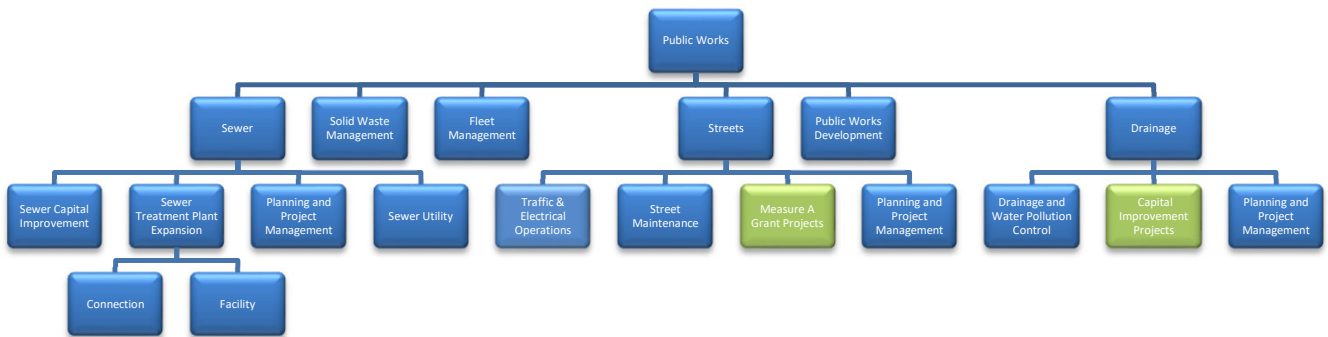 Public Works
Sewer
Solid Waste
Management
Fleet
Management
Streets
Public Works
Development
Drainage
Sewer Capital
Improvement
Sewer
Treatment Plant
Expansion
Planning and
Project
Management
Sewer Utility
Traffic &
Electrical
Operations
Street
Maintenance
Measure A
Grant Projects
Planning and
Project
Management
Drainage and
Water Pollution
Control
Capital
Improvement
Projects
Planning and
Project
Management
Connection
Facility